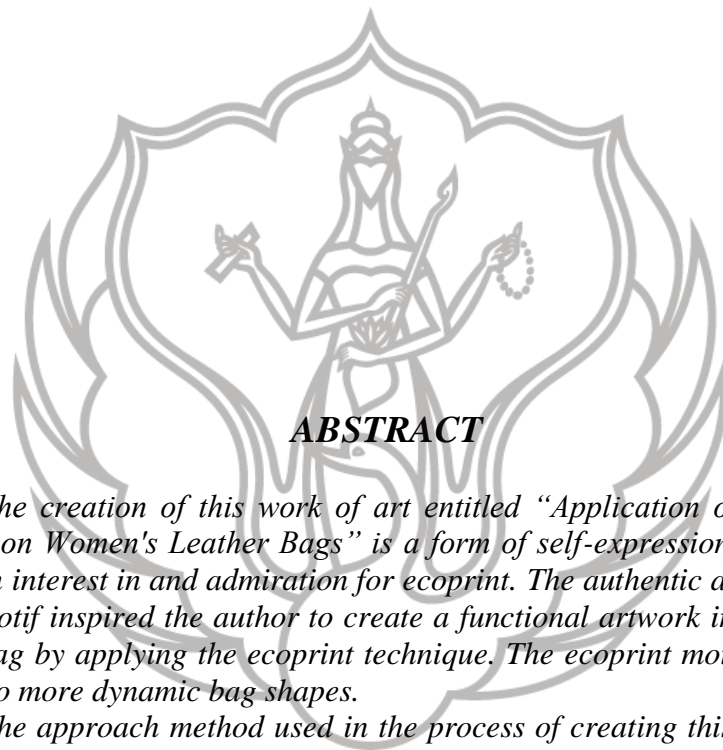 ABSTRACT
he creation of this work of art entitled “Application o
on Women's Leather Bags” is a form of self-expression
interest in and admiration for ecoprint. The authentic a
otif inspired the author to create a functional artwork in
ag by applying the ecoprint technique. The ecoprint mo
o more dynamic bag shapes.
he approach method used in the process of creating this